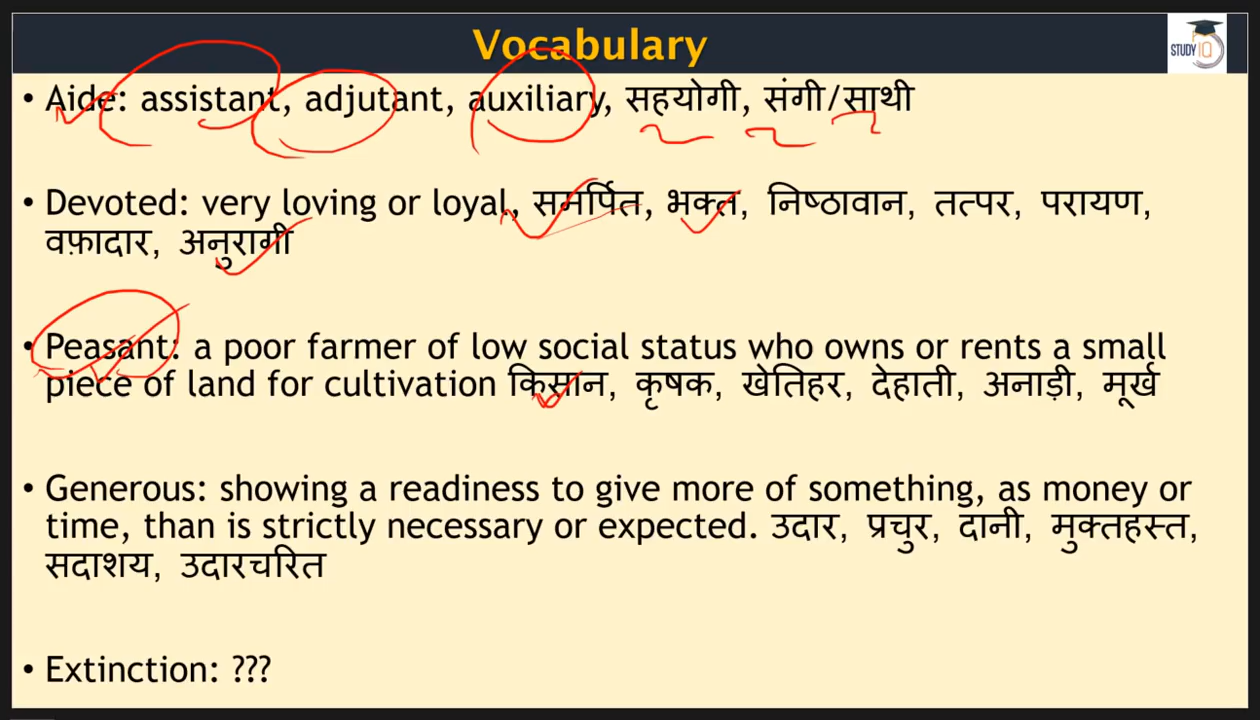 Vocabulary
STUDY IQ
• Aide: assistant, adjutant, auxiliary, सहयोगी, संगी/साथी
• Devoted: very loving or loyal, समर्पित, भक्त, निष्ठावान, तत्पर, परायण,
वफ़ादार, अनुरागी
• Peasant: a poor farmer of low social status who owns or rents a small
piece of land for cultivation किसान, कृषक, खेतिहर, देहाती, अनाड़ी, मूर्ख
• Generous: showing a readiness to give more of something, as money or
time, than is strictly necessary or expected. उदार, प्रचुर, दानी, मुक्तहस्त,
सदाशय, उदारचरित
• Extinction: ???